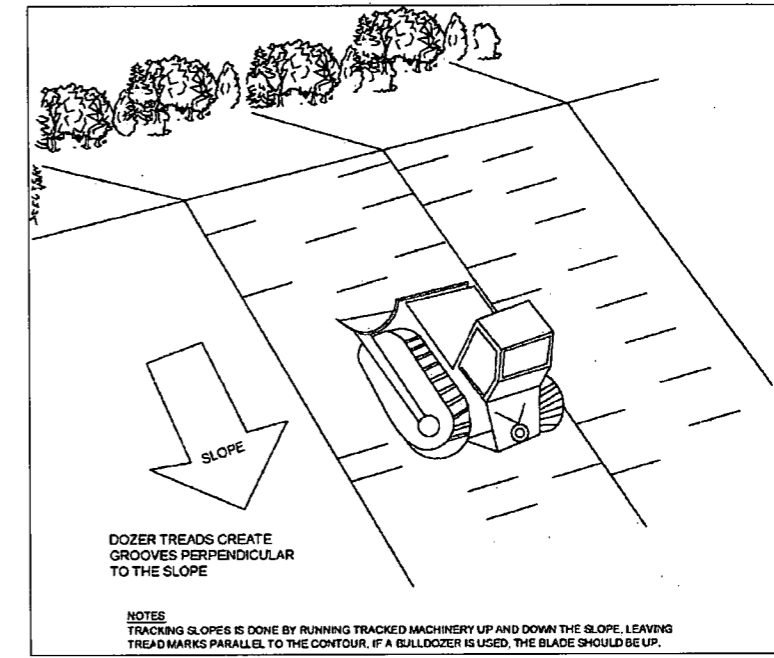 SLOPE
DOZER TREADS CREATE
GROOVES PERPENDICULAR
TO THE SLOPE
NOTES
TRACKING SLOPES IS DONE BY RUNNING TRACKED MACHINERY UP AND DOWN THE SLOPE, LEAVING
TREAD MARKS PARALLEL TO THE CONTOUR. IF A BULLDOZER IS USED, THE BLADE SHOULD BE UP.